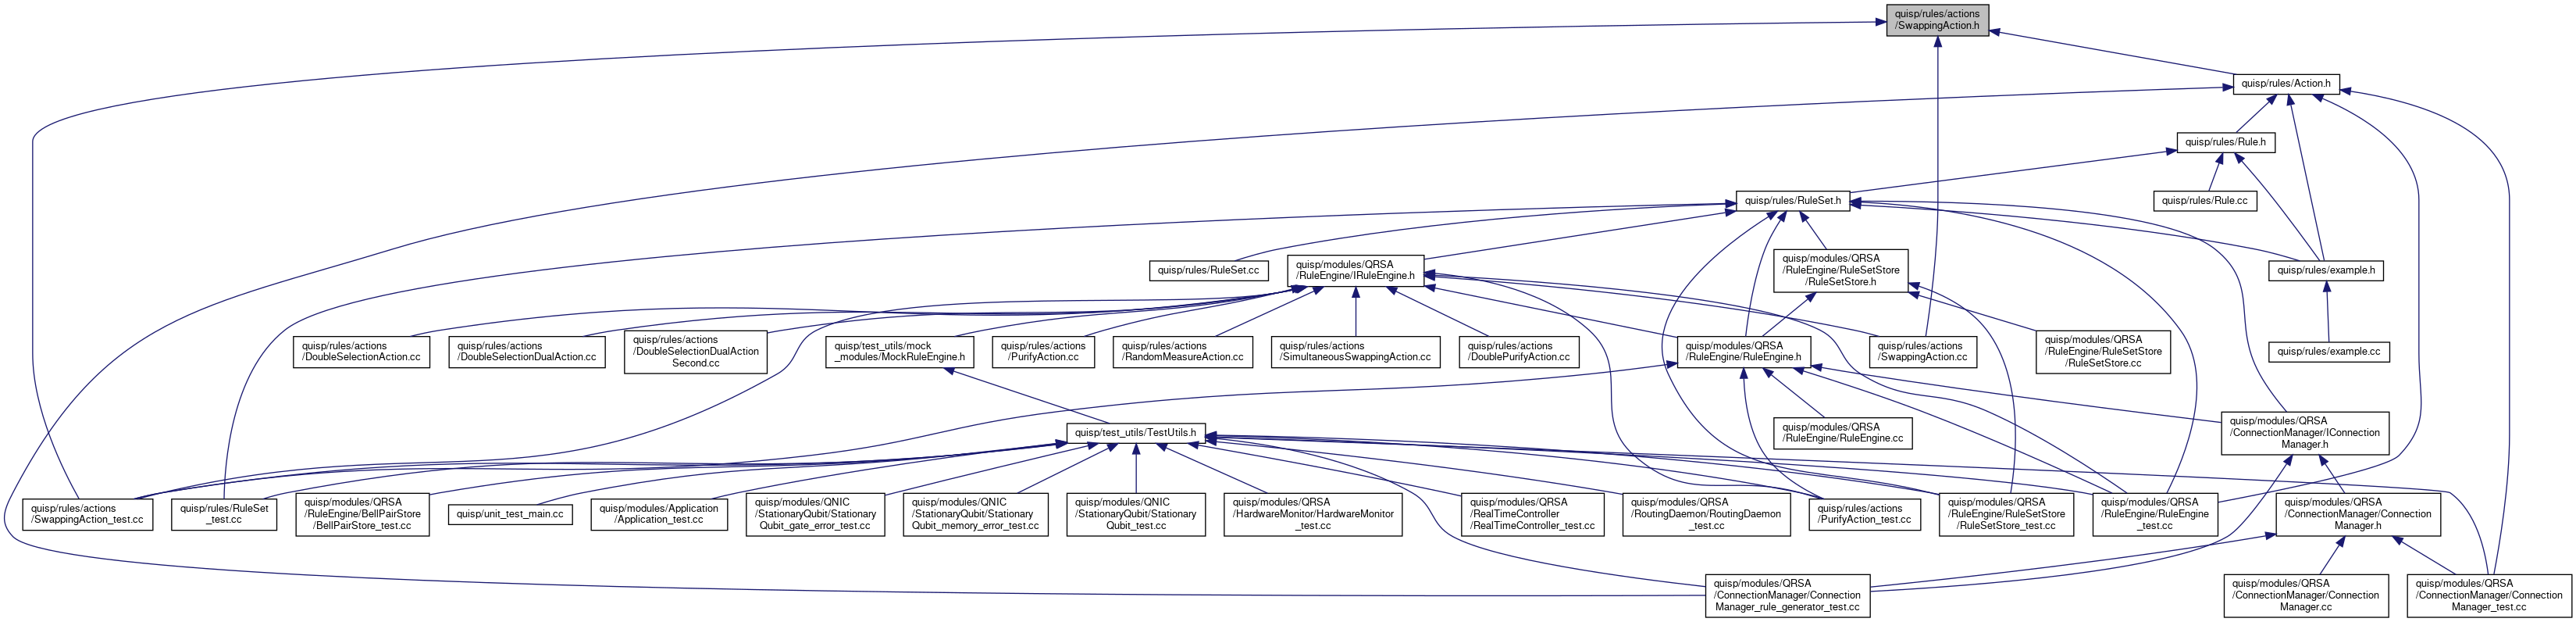 quisp/rules/actions
/SwappingAction.h
quisp/rules/Action.h
quisp/rules/Rule.h
quisp/rules/RuleSet.h
quisp/rules/Rule.cc
quisp/rules/RuleSet.cc
quisp/modules/QRSA
/RuleEngine/IRuleEngine.h
quisp/modules/QRSA
/RuleEngine/RuleSetStore
/RuleSetStore.h
quisp/rules/example.h
quisp/rules/actions
/DoubleSelectionAction.cc
quisp/rules/actions
/DoubleSelectionDualAction.cc
quisp/rules/actions
/DoubleSelectionDualAction
Second.cc
quisp/test_utils/mock
_modules/MockRuleEngine.h
quisp/rules/actions
/PurifyAction.cc
quisp/rules/actions
/RandomMeasureAction.cc
quisp/rules/actions
/SimultaneousSwappingAction.cc
quisp/rules/actions
/DoublePurifyAction.cc
quisp/modules/QRSA
/RuleEngine/RuleEngine.h
quisp/rules/actions
/SwappingAction.cc
quisp/modules/QRSA
/RuleEngine/RuleSetStore
/RuleSetStore.cc
quisp/rules/example.cc
quisp/test_utils/TestUtils.h
quisp/modules/QRSA
/RuleEngine/RuleEngine.cc
quisp/modules/QRSA
/ConnectionManager/IConnection
Manager.h
quisp/rules/actions
/SwappingAction_test.cc
quisp/rules/RuleSet
_test.cc
quisp/modules/QRSA
/RuleEngine/BellPairStore
/BellPairStore_test.cc
quisp/unit_test_main.cc
quisp/modules/Application
/Application_test.cc
quisp/modules/QNIC
/StationaryQubit/Stationary
Qubit_gate_error_test.cc
quisp/modules/QNIC
/StationaryQubit/Stationary
Qubit_memory_error_test.cc
quisp/modules/QNIC
/StationaryQubit/Stationary
Qubit_test.cc
quisp/modules/QRSA
/HardwareMonitor/HardwareMonitor
_test.cc
quisp/modules/QRSA
/RealTimeController
/RealTimeController_test.cc
quisp/modules/QRSA
/RoutingDaemon/RoutingDaemon
_test.cc
quisp/rules/actions
/PurifyAction_test.cc
quisp/modules/QRSA
/RuleEngine/RuleSetStore
/RuleSetStore_test.cc
quisp/modules/QRSA
/RuleEngine/RuleEngine
_test.cc
quisp/modules/QRSA
/ConnectionManager/Connection
Manager.h
quisp/modules/QRSA
/ConnectionManager/Connection
Manager_rule_generator_test.cc
quisp/modules/QRSA
/ConnectionManager/Connection
Manager.cc
quisp/modules/QRSA
/ConnectionManager/Connection
Manager_test.cc